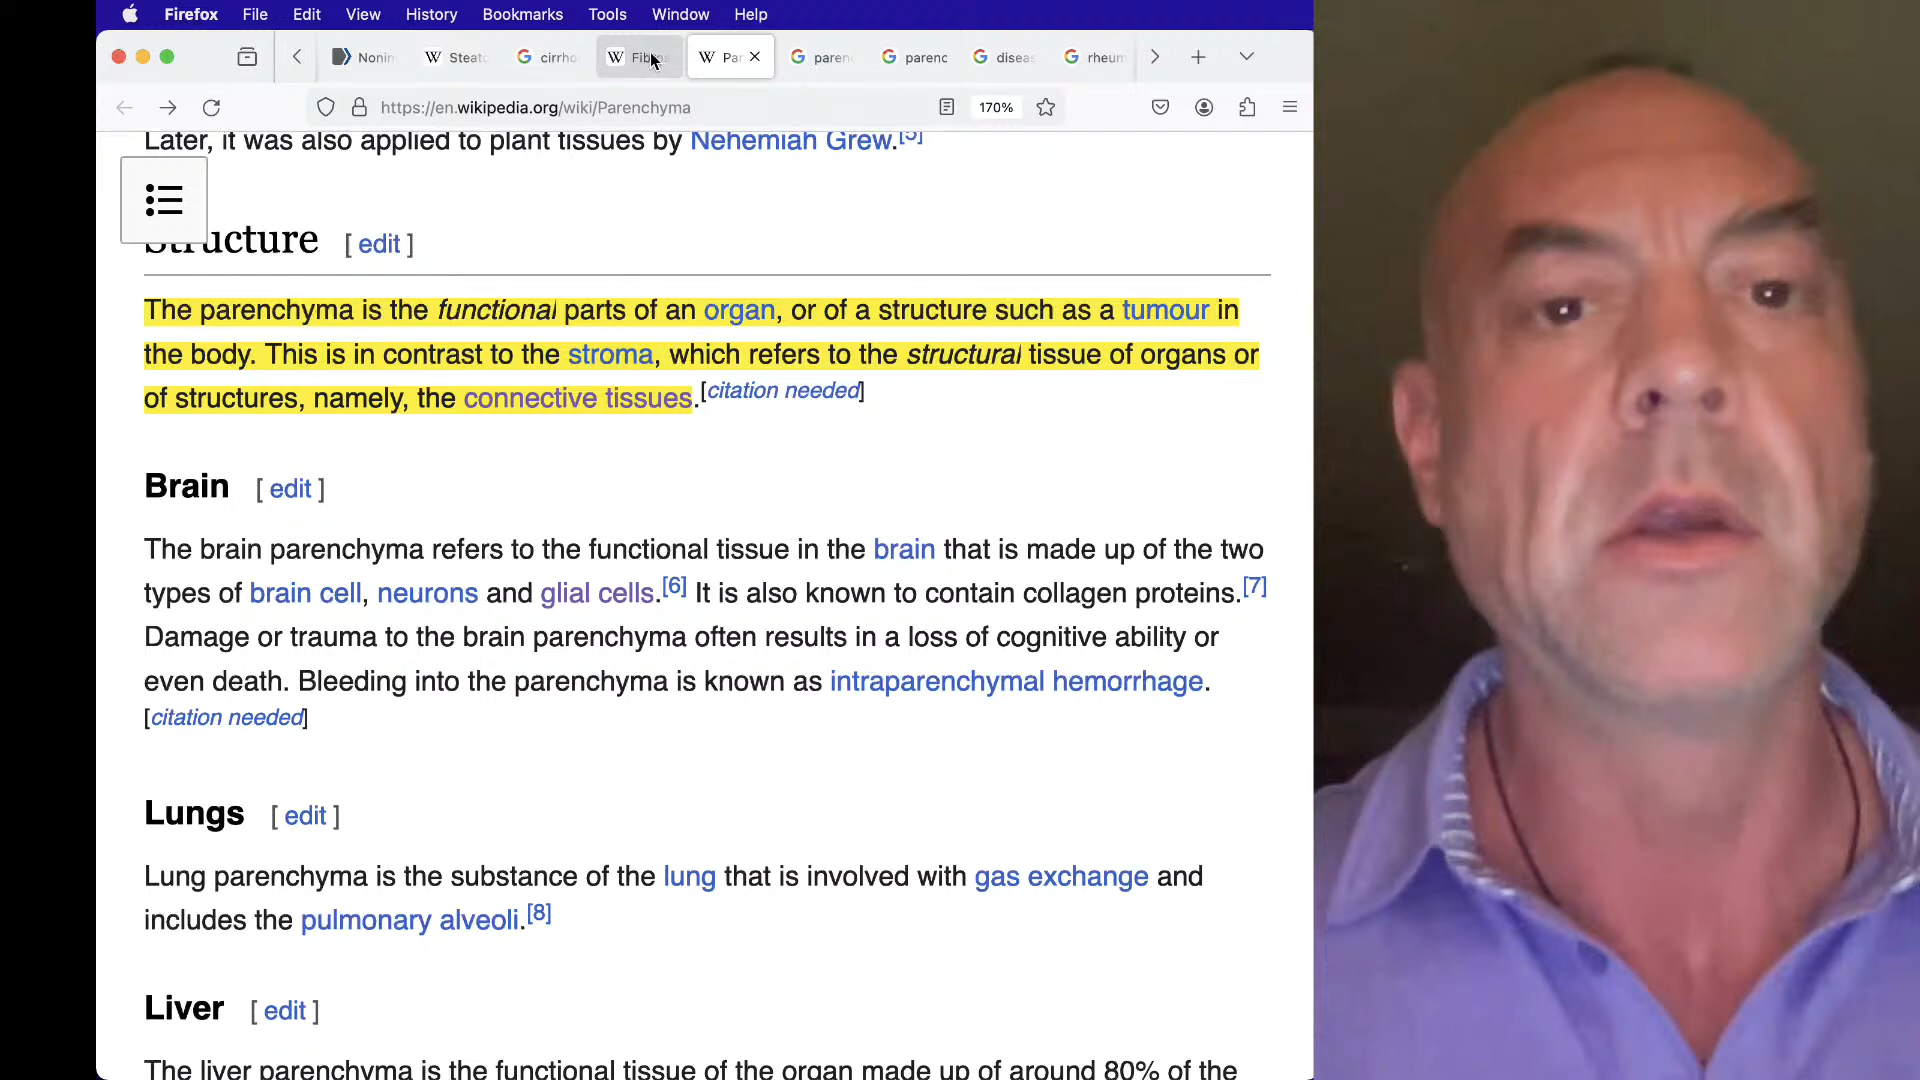 Firefox File Edit View History Bookmarks Tools Window Help
Nonin Steato cirrho Fibro Par paren parenc diseas rheum
https://en.wikipedia.org/wiki/Parenchyma 170%
Later, it was also applied to plant tissues by Nehemiah Grew.[5]
Structure [ edit ]
The parenchyma is the functional parts of an organ, or of a structure such as a tumour in
the body. This is in contrast to the stroma, which refers to the structural tissue of organs or
of structures, namely, the connective tissues.[citation needed]
Brain [ edit ]
The brain parenchyma refers to the functional tissue in the brain that is made up of the two
types of brain cell, neurons and glial cells.[6] It is also known to contain collagen proteins.[7]
Damage or trauma to the brain parenchyma often results in a loss of cognitive ability or
even death. Bleeding into the parenchyma is known as intraparenchymal hemorrhage.
[citation needed]
Lungs [ edit ]
Lung parenchyma is the substance of the lung that is involved with gas exchange and
includes the pulmonary alveoli.[8]
Liver [ edit ]
The liver parenchyma is the functional tissue of the organ made up of around 80% of the